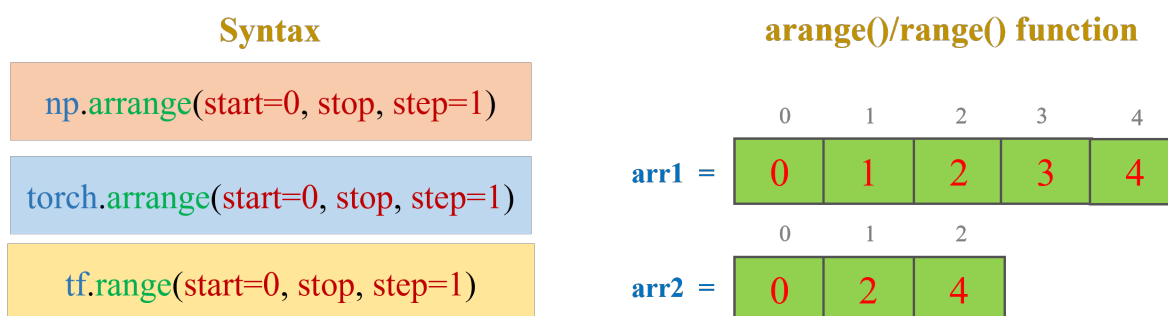 Syntax
np.arrange(start=0, stop, step=1)
torch.arrange(start=0, stop, step=1)
tf.range(start=0, stop, step=1)
arange()/range() function
0 1 2 3 4
arr1 = 0 1 2 3 4
0 1 2
arr2 = 0 2 4